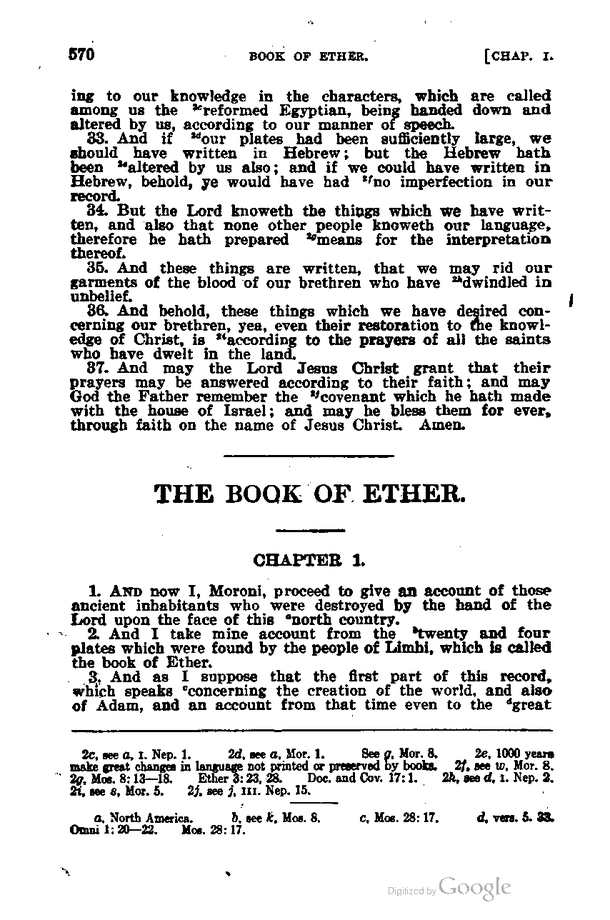 570 BOOK OF ETHER. [CHAP. I.
ing to our knowledge in the characters, which are called
among us the 2creformed Egyptian, being handed down and
altered by us, according to our manner of speech.
33. And if 2dour plates had been sufficiently large, we
should have written in Hebrew; but the Hebrew hath
been 2ealtered by us also; and if we could have written in
Hebrew, behold, ye would have had 2fno imperfection in our
record.
34. But the Lord knoweth the things which we have writ-
ten, and also that none other people knoweth our language,
therefore he hath prepared 2gmeans for the interpretation
thereof.
35. And these things are written, that we may rid our
garments of the blood of our brethren who have 2hdwindled in
unbelief.
36. And behold, these things which we have desired con-
cerning our brethren, yea, even their restoration to the knowl-
edge of Christ, is 2iaccording to the prayers of all the saints
who have dwelt in the land.
37. And may the Lord Jesus Christ grant that their
prayers may be answered according to their faith; and may
God the Father remember the 2jcovenant which he hath made
with the house of Israel; and may he bless them for ever,
through faith on the name of Jesus Christ. Amen.
THE BOOK OF ETHER.
CHAPTER 1.
1. AND now I, Moroni, proceed to give an account of those
ancient inhabitants who were destroyed by the hand of the
Lord upon the face of this anorth country.
2. And I take mine account from the btwenty and four
plates which were found by the people of Limhi, which is called
the book of Ether.
3. And as I suppose that the first part of this record,
which speaks cconcerning the creation of the world, and also
of Adam, and an account from that time even to the dgreat
2c, see a, I. Nep. 1. 2d, see a, Mor. 1. See g, Mor. 8. 2e, 1000 years
make great changes in language not printed or preserved by books. 2f, see w, Mor. 8.
2g, Mos. 8:13—18. Ether 3:23, 28. Doc. and Cov. 17:1. 2h, see d, I. Nep. 2.
2i, see s, Mor. 5. 2j, see j, III. Nep. 15.
a, North America. b, see k, Mos. 8. c, Mos. 28:17. d, vers. 5. 33.
Omni 1:20—22. Mos. 28:17.
Digitized by Google